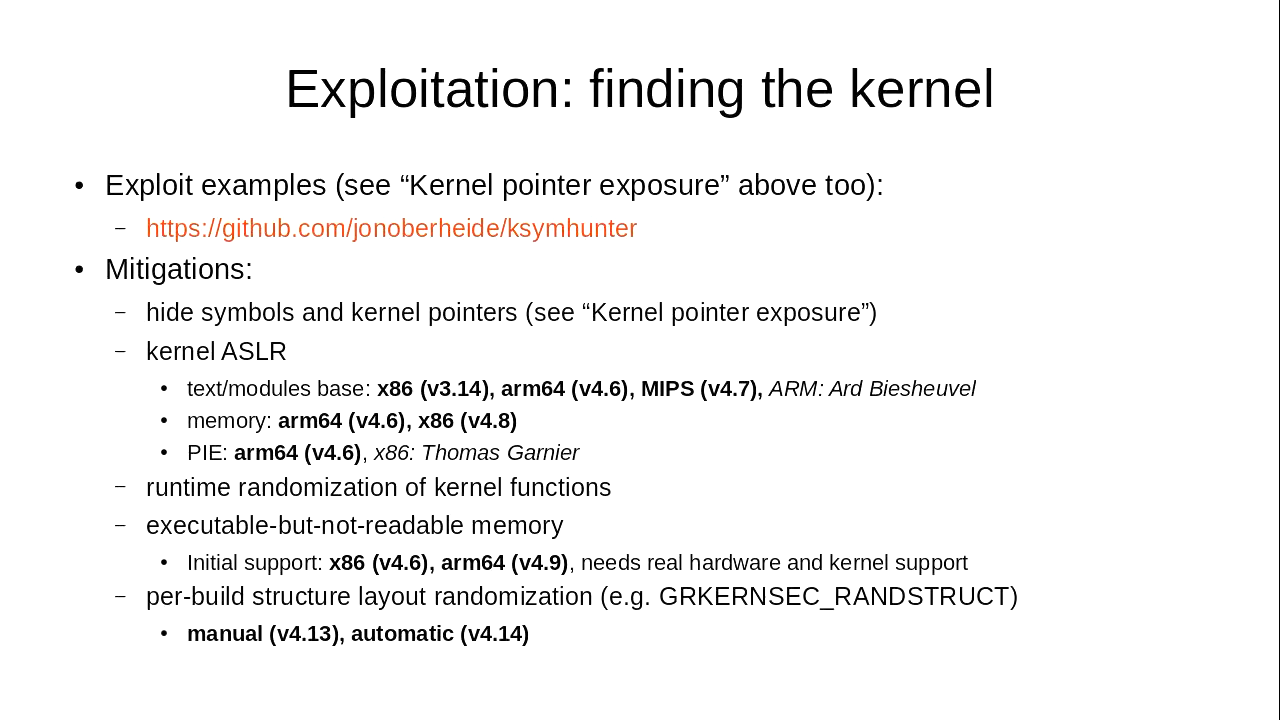 Exploitation: finding the kernel
• Exploit examples (see “Kernel pointer exposure” above too):
– https://github.com/jonoberheide/ksymhunter
• Mitigations:
– hide symbols and kernel pointers (see “Kernel pointer exposure”)
– kernel ASLR
• text/modules base: x86 (v3.14), arm64 (v4.6), MIPS (v4.7), ARM: Ard Biesheuvel
• memory: arm64 (v4.6), x86 (v4.8)
• PIE: arm64 (v4.6), x86: Thomas Garnier
– runtime randomization of kernel functions
– executable-but-not-readable memory
• Initial support: x86 (v4.6), arm64 (v4.9), needs real hardware and kernel support
– per-build structure layout randomization (e.g. GRKERNSEC_RANDSTRUCT)
• manual (v4.13), automatic (v4.14)